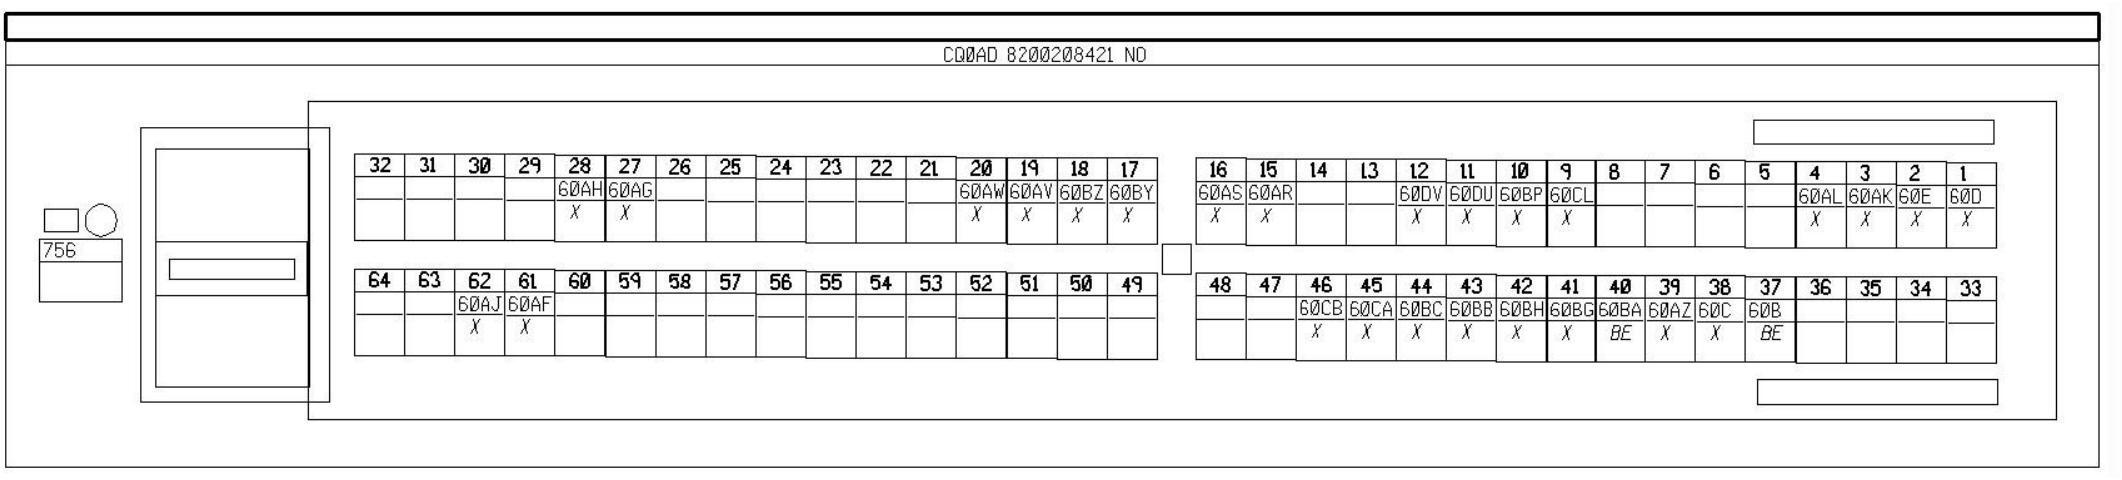 CQØAD 8200208421 NO
32 31 30 29 28 27 26 25 24 23 22 21 20 19 18 17 16 15 14 13 12 11 10 9 8 7 6 5 4 3 2 1
60AH 60AG 60AW 60AV 60BZ 60BY 60AS 60AR 60DV 60DU 60BP 60CL 60AL 60AK 60E 60D
X X X X X X X X X X X X X X X X
756
64 63 62 61 60 59 58 57 56 55 54 53 52 51 50 49 48 47 46 45 44 43 42 41 40 39 38 37 36 35 34 33
60AJ 60AF 60CB 60CA 60BC 60BB 60BH 60BG 60BA 60AZ 60C 60B
X X X X X X X X BE X X BE